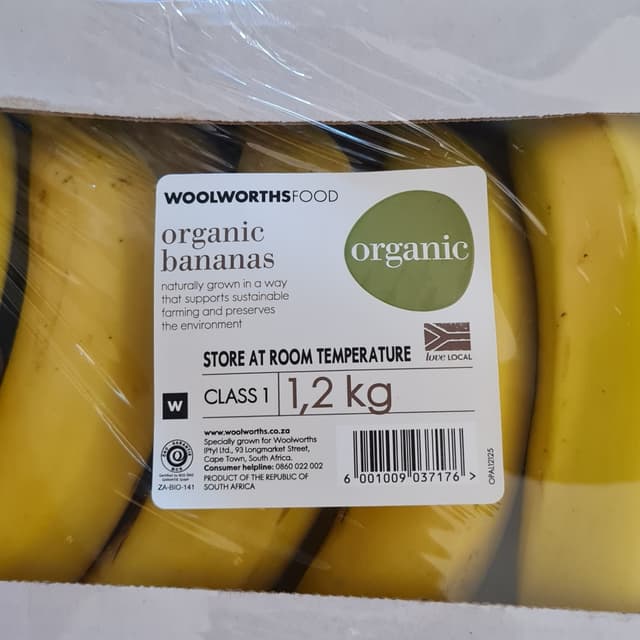 WOOLWORTHSFOOD
organic
bananas
naturally grown in a way
that supports sustainable
farming and preserves
the environment
organic
love LOCAL
STORE AT ROOM TEMPERATURE
CLASS 1
1,2 kg
W
www.woolworths.co.za
Specially grown for Woolworths
(Pty) Ltd., 93 Longmarket Street,
Cape Town, South Africa.
Consumer helpline: 0860 022 002
PRODUCT OF THE REPUBLIC OF
SOUTH AFRICA
ZA-BIO-141
6 001009 037176 >
OPAL12125